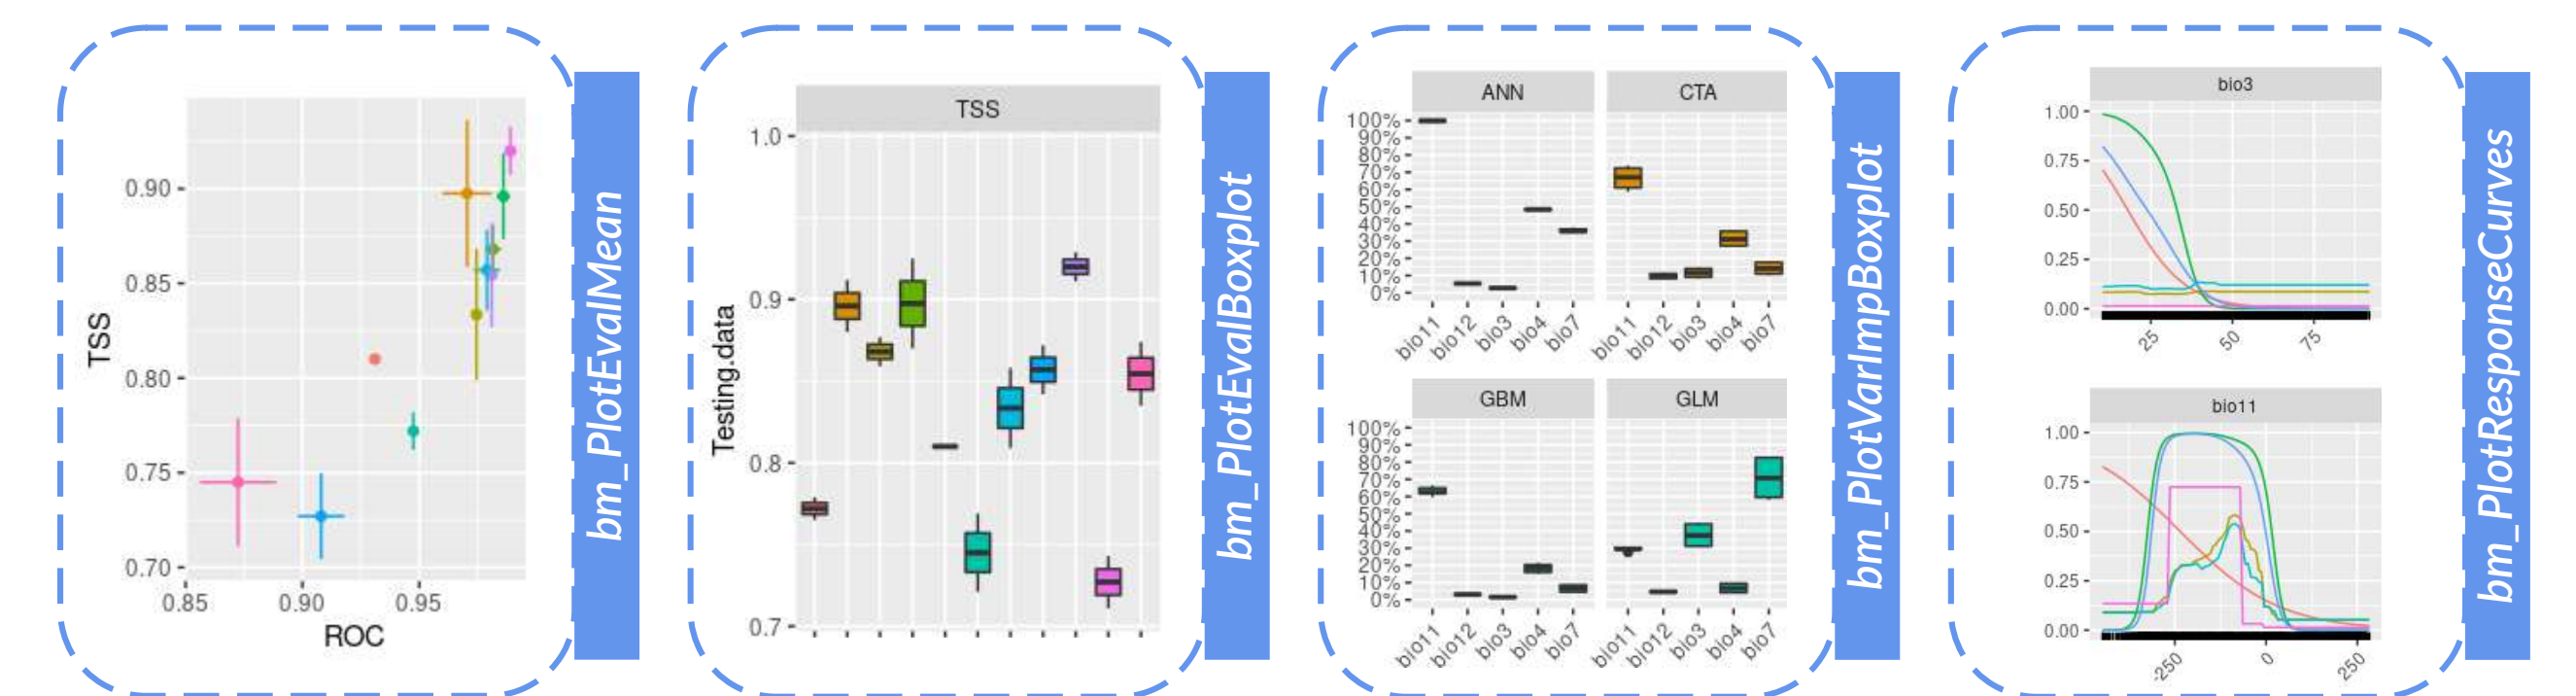 TSS
0.90
0.85
0.80
0.75
0.70
0.85 0.90 0.95
ROC
bm_PlotEvalMean
TSS
Testing.data
1.0
0.9
0.8
0.7
bm_PlotEvalBoxplot
ANN
CTA
100%
90%
80%
70%
60%
50%
40%
30%
20%
10%
0%
bio11 bio12 bio3 bio4 bio7
bio11 bio12 bio3 bio4 bio7
GBM
GLM
100%
90%
80%
70%
60%
50%
40%
30%
20%
10%
0%
bio11 bio12 bio3 bio4 bio7
bio11 bio12 bio3 bio4 bio7
bm_PlotVarImpBoxplot
bio3
1.00
0.75
0.50
0.25
0.00
25 50 75
bio11
1.00
0.75
0.50
0.25
0.00
-250 0 250
bm_PlotResponseCurves